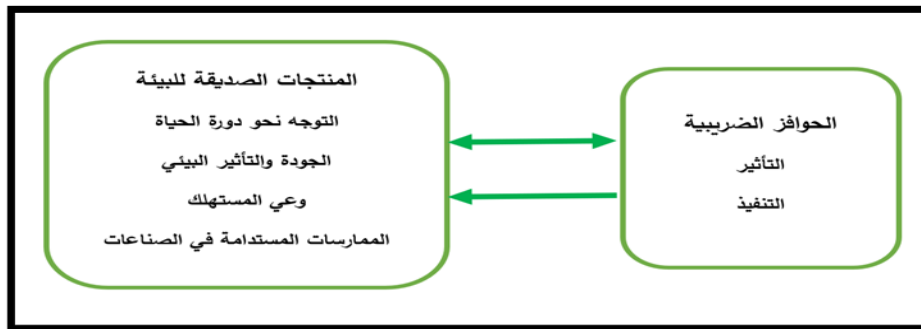 الحوافز الضريبية
التأثير
التنفيذ
المنتجات الصديقة للبيئة
التوجه نحو دورة الحياة
الجودة والتأثير البيئي
وعي المستهلك
الممارسات المستدامة في الصناعات